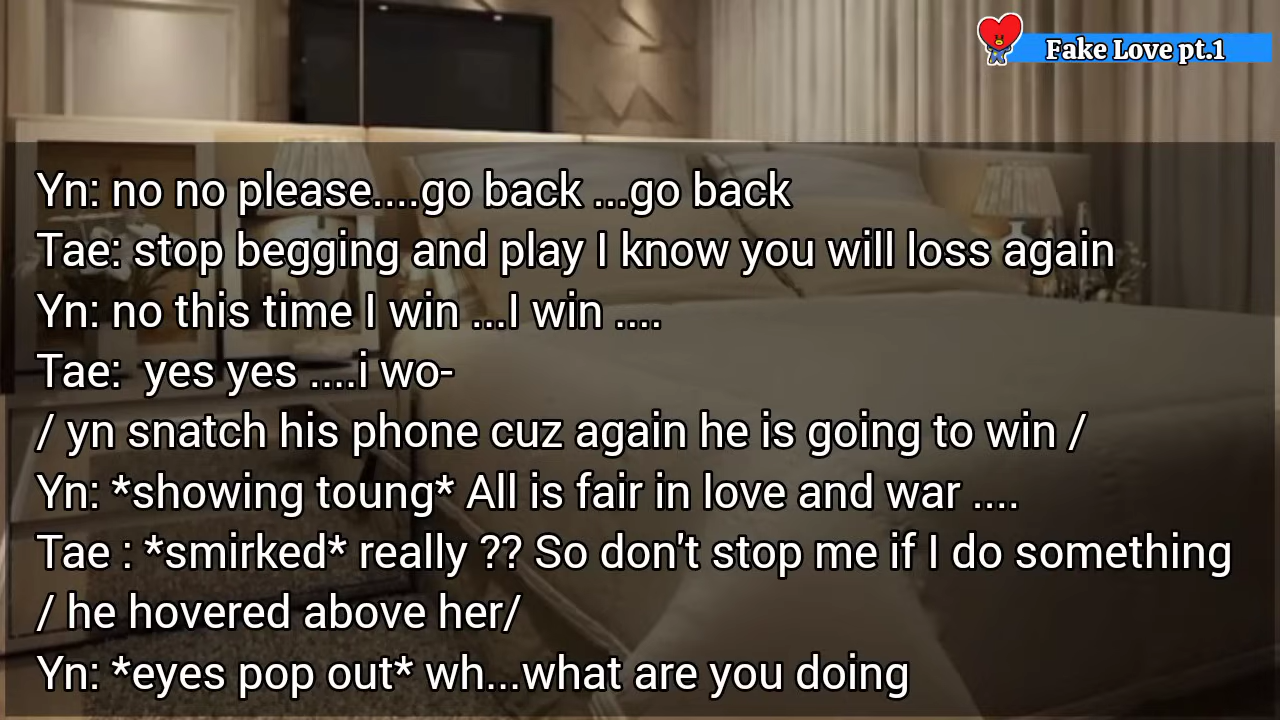 Fake Love pt.1
Yn: no no please....go back ...go back
Tae: stop begging and play I know you will loss again
Yn: no this time I win ...I win ....
Tae:  yes yes ....i wo-
/ yn snatch his phone cuz again he is going to win /
Yn: *showing toung* All is fair in love and war ....
Tae : *smirked* really ?? So don't stop me if I do something
/ he hovered above her/
Yn: *eyes pop out* wh...what are you doing